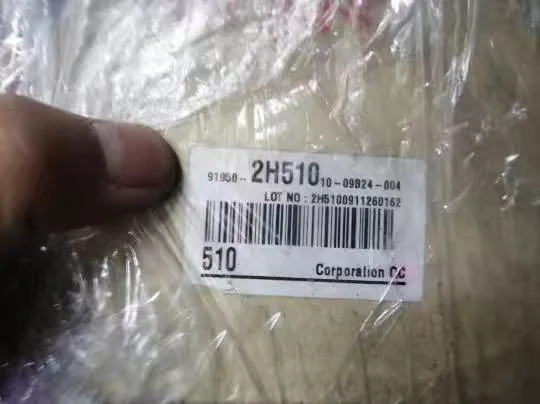 91950- 2H510 10-09B24-004
LOT NO : 2H5100911260162
510 Corporation CC